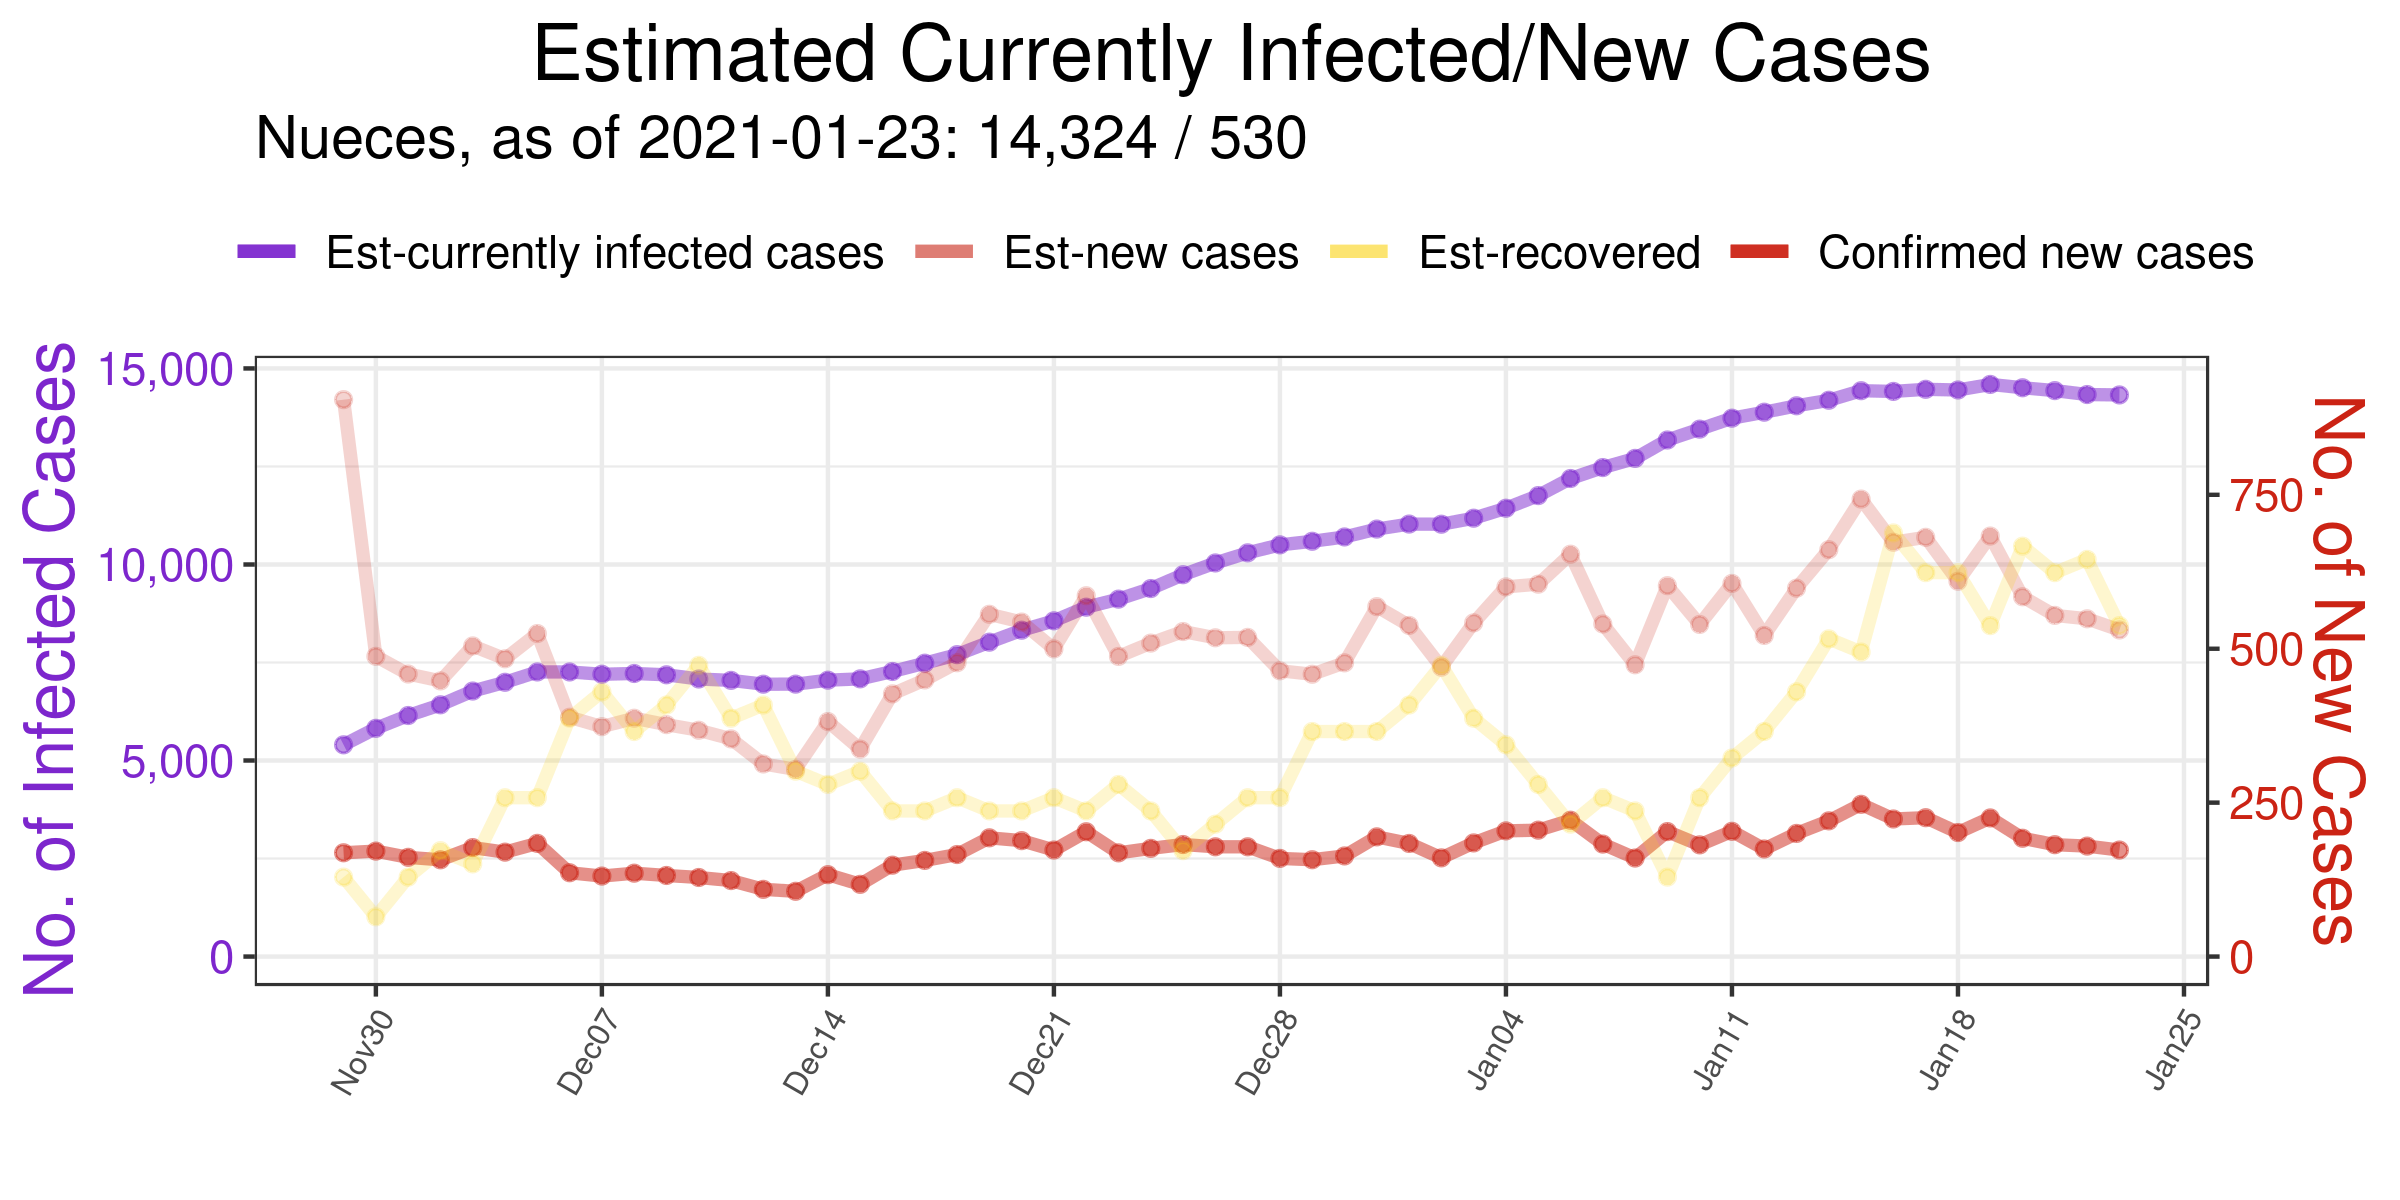 Estimated Currently Infected/New Cases
Nueces, as of 2021-01-23: 14,324 / 530
Est-currently infected cases
Est-new cases
Est-recovered
Confirmed new cases
No. of Infected Cases
15,000
10,000
5,000
0
750
500
250
0
No. of New Cases
Nov30
Dec07
Dec14
Dec21
Dec28
Jan04
Jan11
Jan18
Jan25